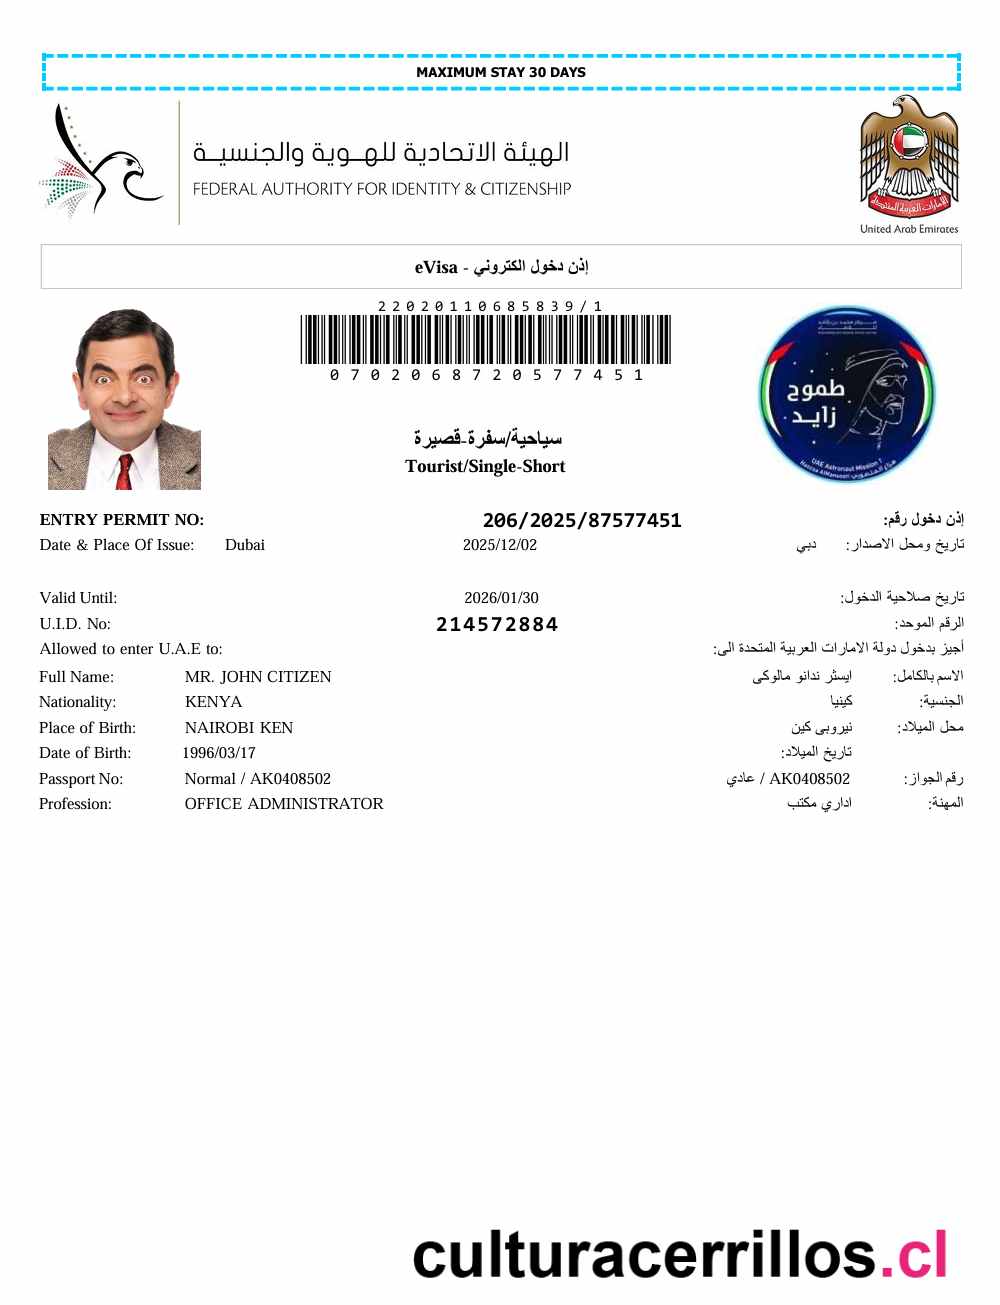 MAXIMUM STAY 30 DAYS
الهيئة الاتحادية للهوية والجنسية
FEDERAL AUTHORITY FOR IDENTITY & CITIZENSHIP
الإمارات العربية المتحدة
United Arab Emirates
eVisa - إذن دخول الكتروني
22020110685839/1
0702068720577451
طموح
زايد
UAE Astronaut Mission 1
Hazzaa AlMansoori هزاع المنصوري
سياحية/سفرة-قصيرة
Tourist/Single-Short
ENTRY PERMIT NO: 206/2025/87577451 إذن دخول رقم:
Date & Place Of Issue: Dubai 2025/12/02 دبي تاريخ ومحل الاصدار:
Valid Until: 2026/01/30 تاريخ صلاحية الدخول:
U.I.D. No: 214572884 الرقم الموحد:
Allowed to enter U.A.E to: أجيز بدخول دولة الامارات العربية المتحدة الى:
Full Name: MR. JOHN CITIZEN ايسثر ندانو مالوكى الاسم بالكامل:
Nationality: KENYA كينيا الجنسية:
Place of Birth: NAIROBI KEN نيروبى كين محل الميلاد:
Date of Birth: 1996/03/17 تاريخ الميلاد:
Passport No: Normal / AK0408502 عادي / AK0408502 رقم الجواز:
Profession: OFFICE ADMINISTRATOR اداري مكتب المهنة:
culturacerrillos.cl